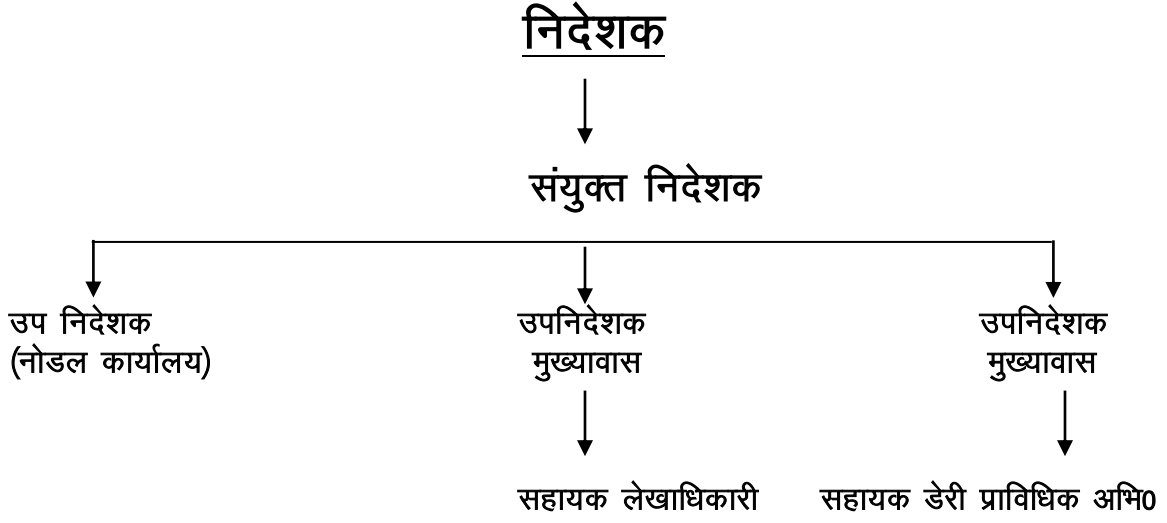 निदेशक
संयुक्त निदेशक
उप निदेशक
(नोडल कार्यालय)
उपनिदेशक
मुख्यावास
उपनिदेशक
मुख्यावास
सहायक लेखाधिकारी
सहायक डेरी प्राविधिक अभि0